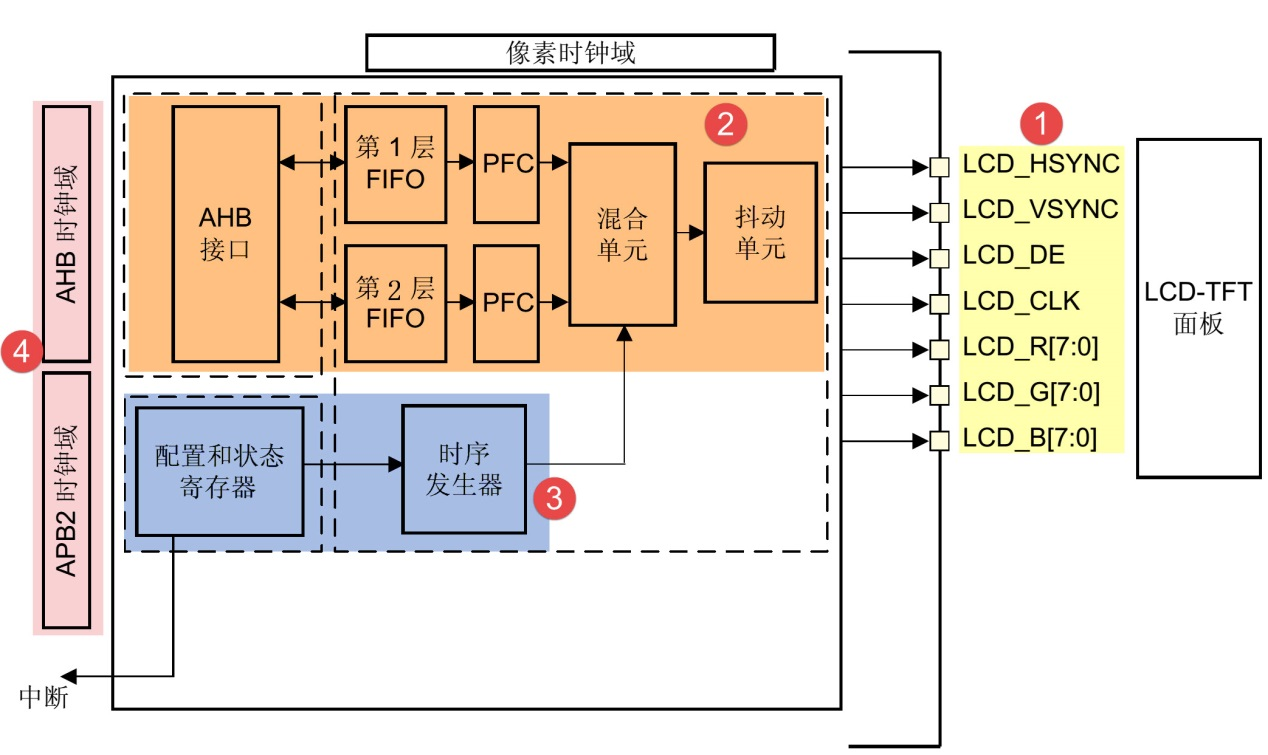 像素时钟域
AHB 时钟域
APB2 时钟域
4
AHB
接口
第 1 层
FIFO
PFC
第 2 层
FIFO
PFC
混合
单元
2
抖动
单元
配置和状态
寄存器
时序
发生器
3
中断
1
LCD_HSYNC
LCD_VSYNC
LCD_DE
LCD_CLK
LCD_R[7:0]
LCD_G[7:0]
LCD_B[7:0]
LCD-TFT
面板